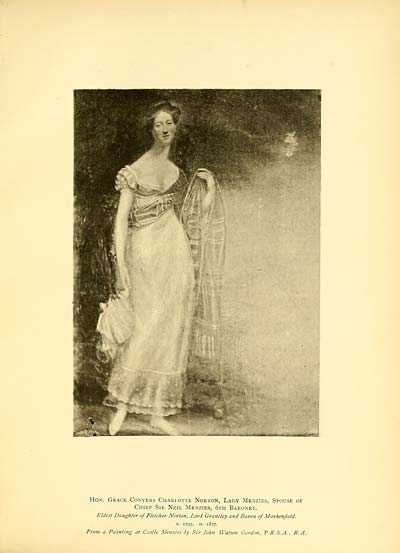 Hon. Grace Conyers Charlotte Norton, Lady Menzies, Spouse of
Chief Sir Neil Menzies, 6th Baronet.
Eldest Daughter of Fletcher Norton, Lord Grantley and Baron of Markenfield.
b. 1795. d. 1877.
From a Painting at Castle Menzies by Sir John Watson Gordon, P.R.S.A., R.A.